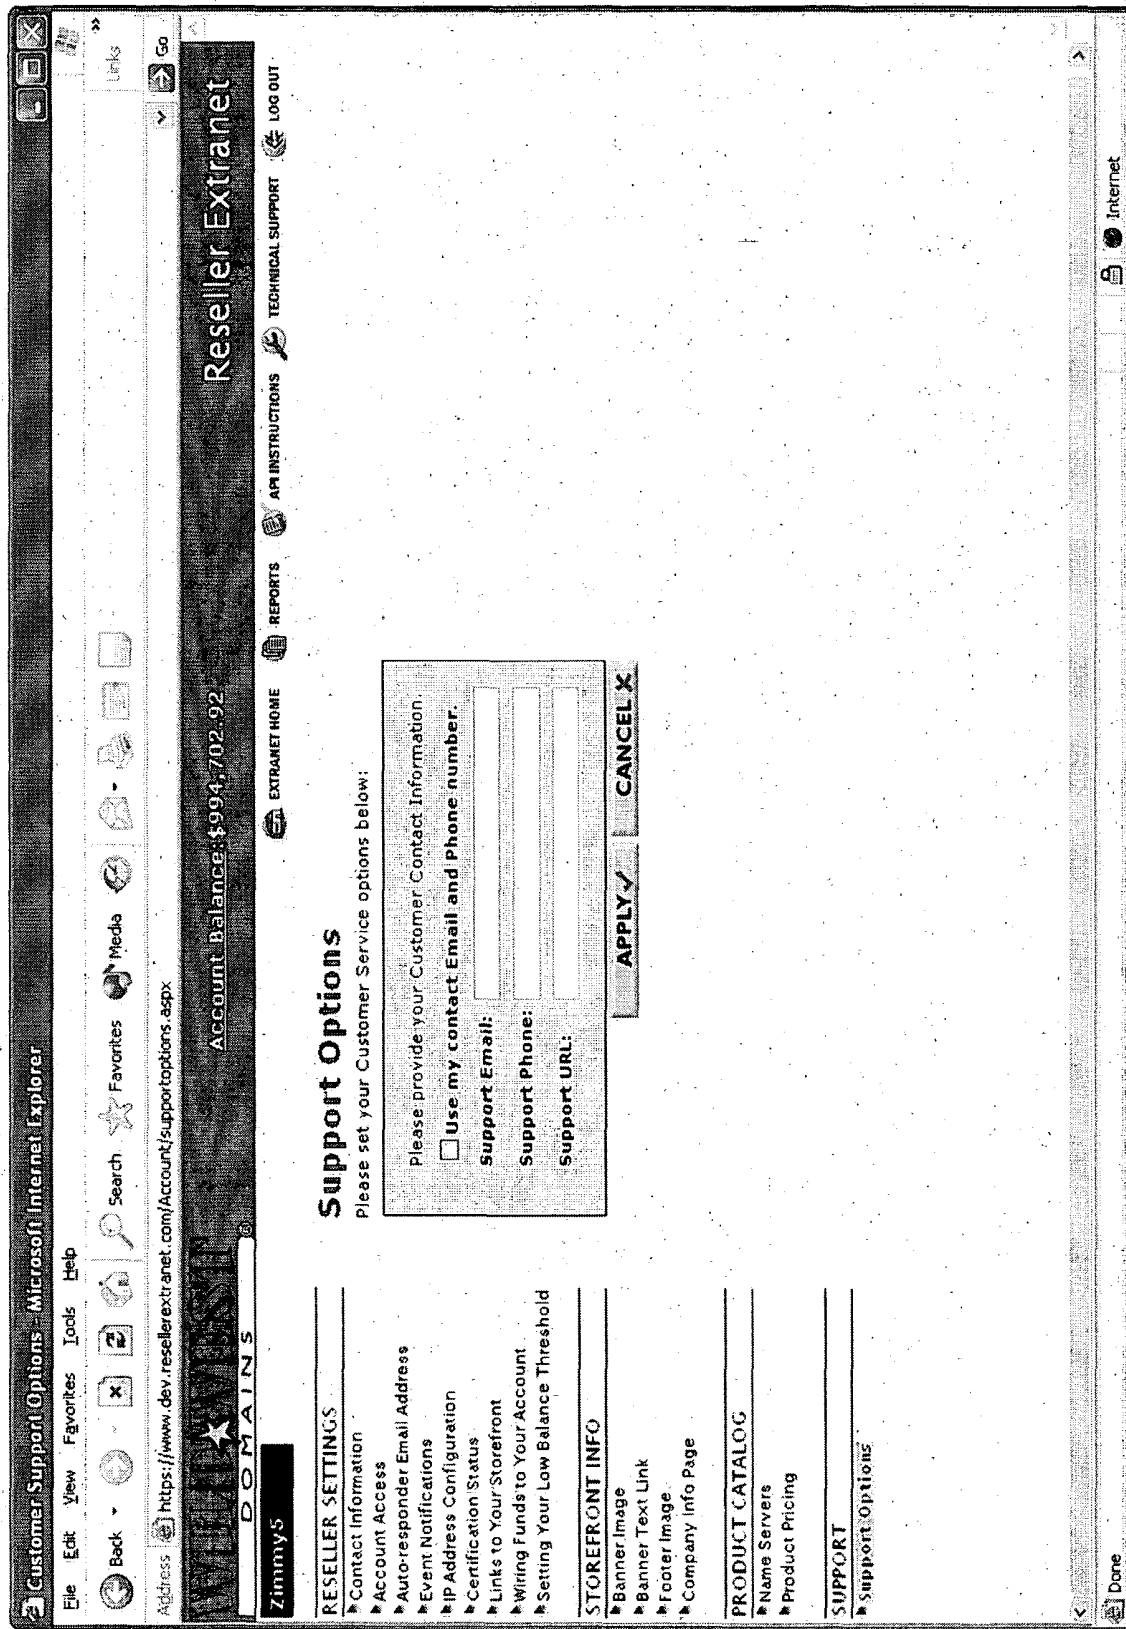 Customer Support Options - Microsoft Internet Explorer
File Edit View Favorites Tools Help
Back Search Favorites Media Links »
Address https://www.dev.resellerextranet.com/Account/supportoptions.aspx Go
WILD WEST
DOMAINS ®
Account Balance:$994,702.92
Reseller Extranet
Zimmy5
EXTRANET HOME REPORTS API INSTRUCTIONS TECHNICAL SUPPORT LOG OUT
RESELLER SETTINGS
Contact Information
Account Access
Auto-responder Email Address
Event Notifications
IP Address Configuration
Certification Status
Links to Your Storefront
Wiring Funds to Your Account
Setting Your Low Balance Threshold
STOREFRONT INFO
Banner Image
Banner Text Link
Footer Image
Company Info Page
PRODUCT CATALOG
Name Servers
Product Pricing
SUPPORT
Support Options
Support Options
Please set your Customer Service options below:
Please provide your Customer Contact Information.
Use my contact Email and Phone number.
Support Email:
Support Phone:
Support URL:
APPLY✓ CANCEL X
Done Internet